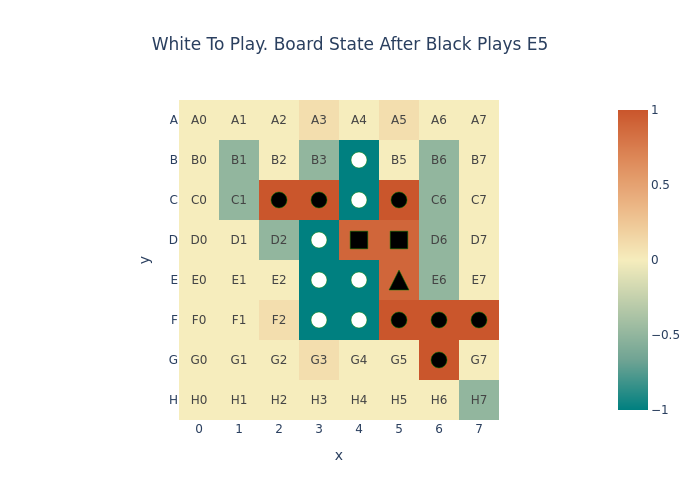 White To Play. Board State After Black Plays E5
A A0 A1 A2 A3 A4 A5 A6 A7 1
B B0 B1 B2 B3 B5 B6 B7
C C0 C1 C6 C7 0.5
D D0 D1 D2 D6 D7
y 0
E E0 E1 E2 E6 E7
F F0 F1 F2 −0.5
G G0 G1 G2 G3 G4 G5 G7
H H0 H1 H2 H3 H4 H5 H6 H7 −1
0 1 2 3 4 5 6 7
x